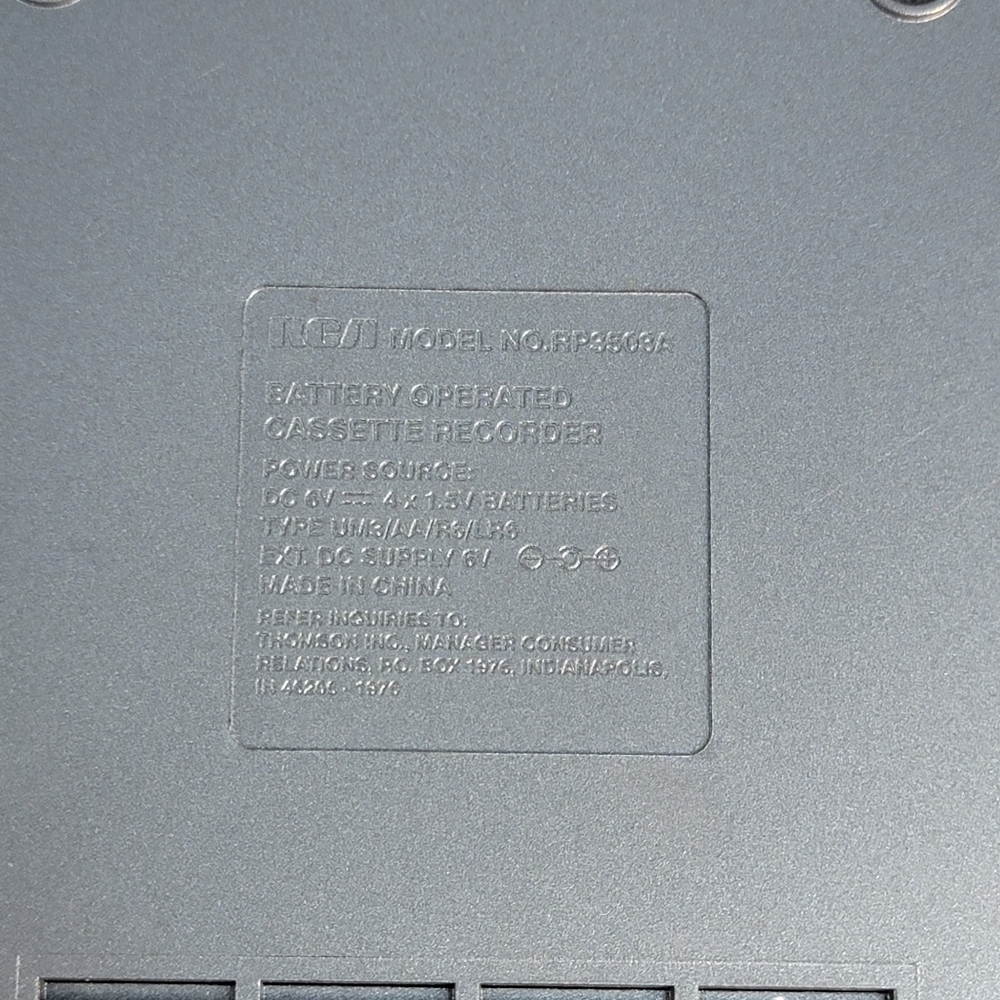 RCA MODEL NO.RP3503A
BATTERY OPERATED
CASSETTE RECORDER
POWER SOURCE:
DC 6V ⎓ 4 x 1.5V BATTERIES
TYPE UM3/AA/R6/LR6
EXT. DC SUPPLY 6V
MADE IN CHINA
REFER INQUIRIES TO:
THOMSON INC., MANAGER CONSUMER
RELATIONS, P.O. BOX 1976, INDIANAPOLIS,
IN 46206 - 1976